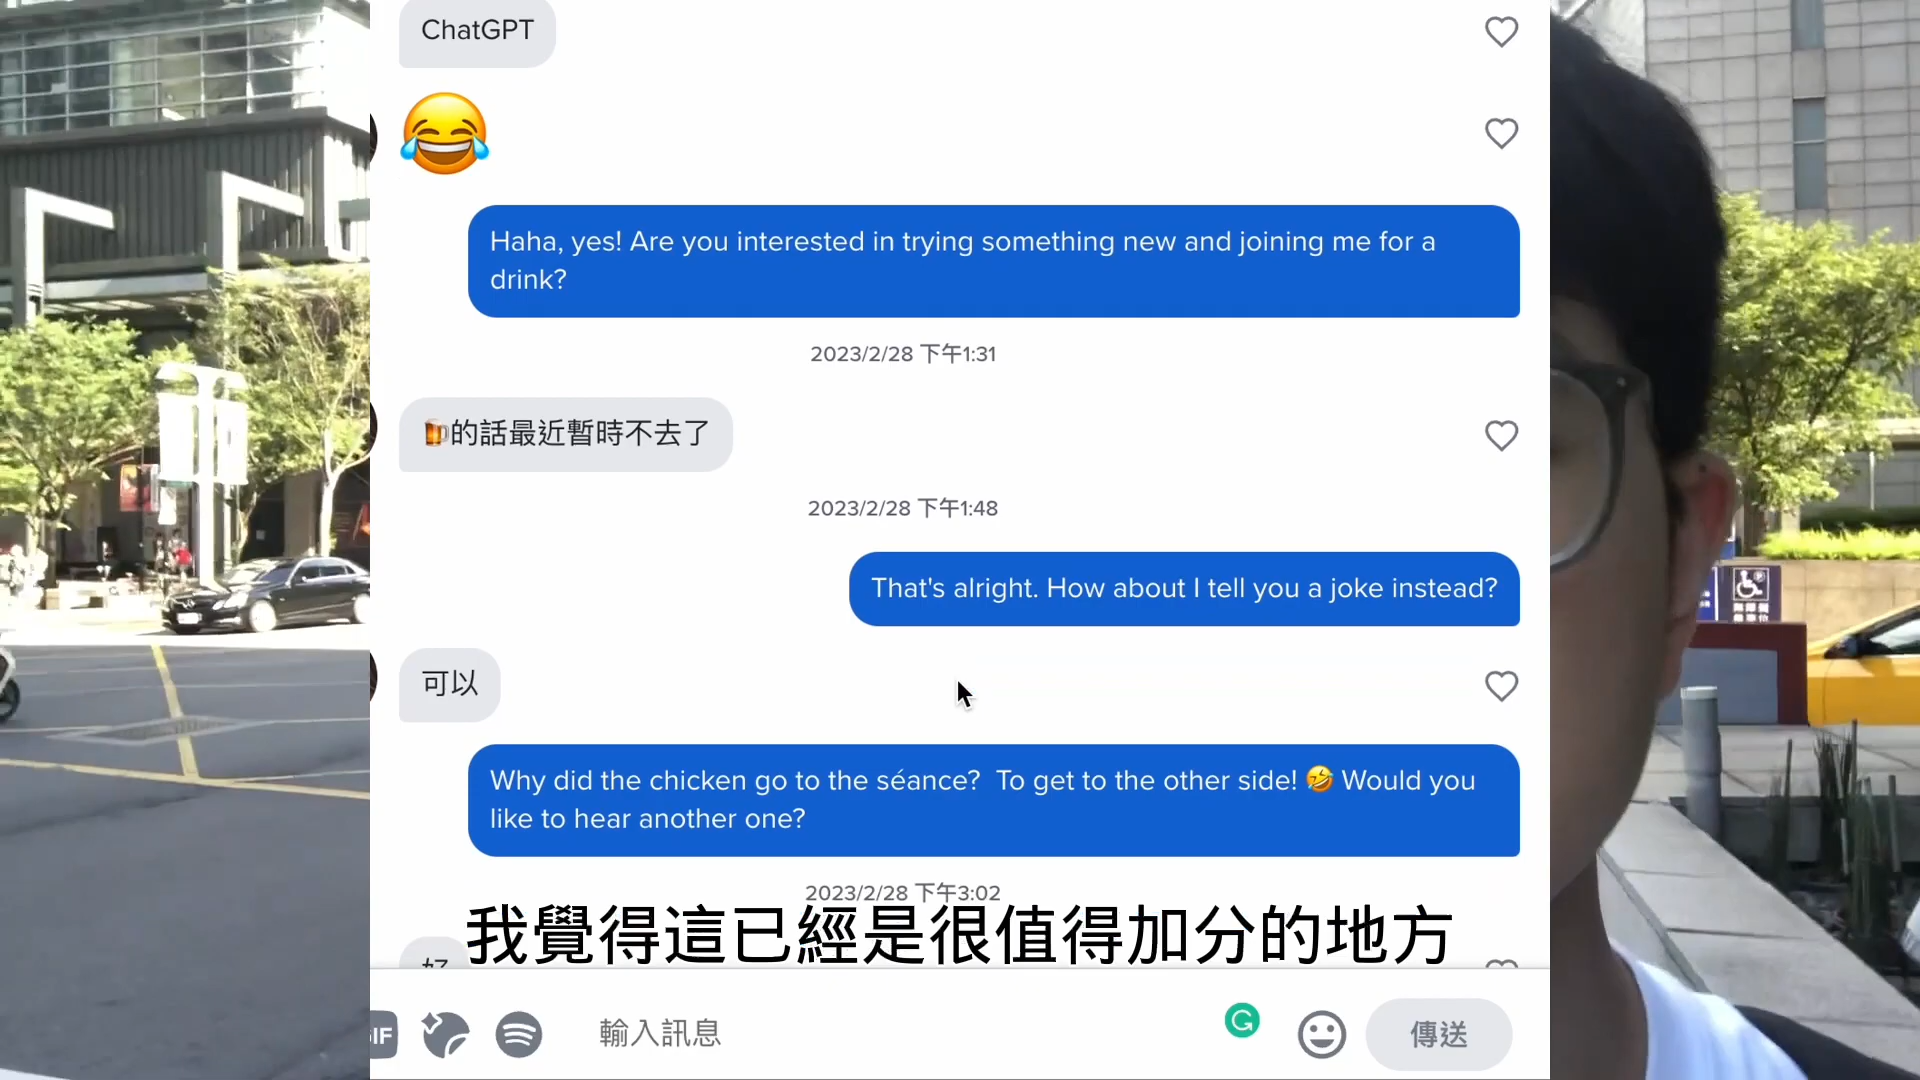 ChatGPT
Haha, yes! Are you interested in trying something new and joining me for a
drink?
2023/2/28 下午1:31
🍺的話最近暫時不去了
2023/2/28 下午1:48
That's alright. How about I tell you a joke instead?
可以
Why did the chicken go to the séance?  To get to the other side! 🤣 Would you
like to hear another one?
2023/2/28 下午3:02
我覺得這已經是很值得加分的地方
輸入訊息
傳送